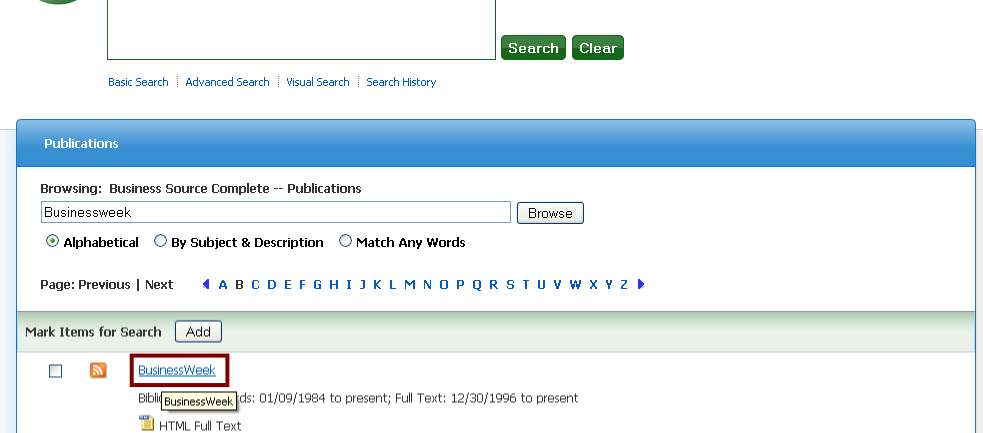 Search Clear
Basic Search Advanced Search Visual Search Search History
Publications
Browsing: Business Source Complete -- Publications
Businessweek Browse
Alphabetical By Subject & Description Match Any Words
Page: Previous | Next A B C D E F G H I J K L M N O P Q R S T U V W X Y Z
Mark Items for Search Add
BusinessWeek
Bibli ds: 01/09/1984 to present; Full Text: 12/30/1996 to present
BusinessWeek
HTML Full Text